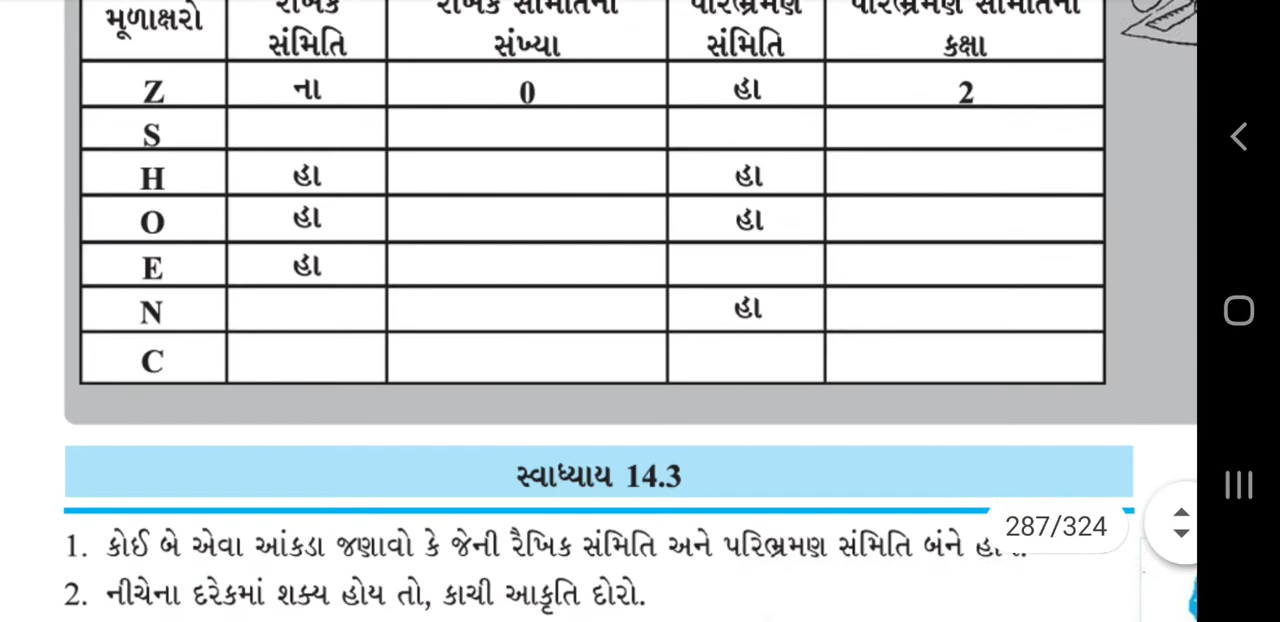 મૂળાક્ષરો
સંમિતિ સંખ્યા સંમિતિ કક્ષા
Z ના 0 હા 2
S
H હા હા
O હા હા
E હા
N હા
C
સ્વાધ્યાય 14.3
287/324
1. કોઈ બે એવા આંકડા જણાવો કે જેની રૈખિક સંમિતિ અને પરિભ્રમણ સંમિતિ બંને
2. નીચેના દરેકમાં શક્ય હોય તો, કાચી આકૃતિ દોરો.